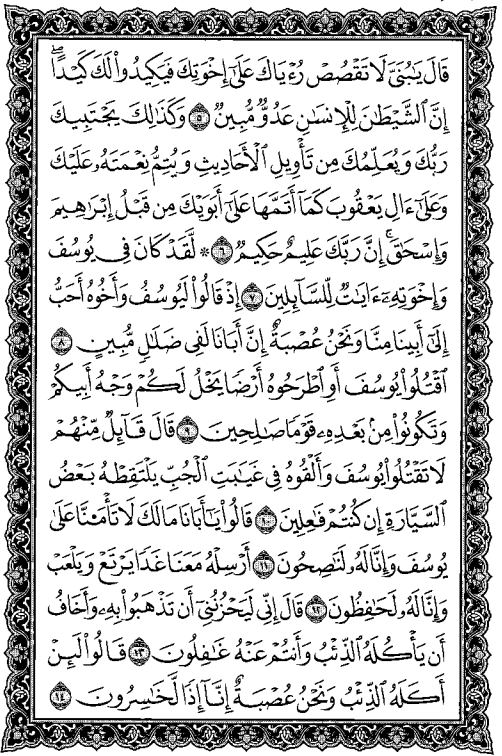 قَالَ يَٰبُنَيَّ لَا تَقۡصُصۡ رُءۡيَاكَ عَلَىٰٓ إِخۡوَتِكَ فَيَكِيدُواْ لَكَ كَيۡدًاۖ
إِنَّ ٱلشَّيۡطَٰنَ لِلۡإِنسَٰنِ عَدُوّٞ مُّبِينٞ ٥ وَكَذَٰلِكَ يَجۡتَبِيكَ
رَبُّكَ وَيُعَلِّمُكَ مِن تَأۡوِيلِ ٱلۡأَحَادِيثِ وَيُتِمُّ نِعۡمَتَهُۥ عَلَيۡكَ
وَعَلَىٰٓ ءَالِ يَعۡقُوبَ كَمَآ أَتَمَّهَا عَلَىٰٓ أَبَوَيۡكَ مِن قَبۡلُ إِبۡرَٰهِيمَ
وَإِسۡحَٰقَۚ إِنَّ رَبَّكَ عَلِيمٌ حَكِيمٞ ٦ * لَّقَدۡ كَانَ فِي يُوسُفَ
وَإِخۡوَتِهِۦٓ ءَايَٰتٞ لِّلسَّآئِلِينَ ٧ إِذۡ قَالُواْ لَيُوسُفُ وَأَخُوهُ أَحَبُّ
إِلَىٰٓ أَبِينَا مِنَّا وَنَحۡنُ عُصۡبَةٌ إِنَّ أَبَانَا لَفِي ضَلَٰلٖ مُّبِينٍ ٨
ٱقۡتُلُواْ يُوسُفَ أَوِ ٱطۡرَحُوهُ أَرۡضٗا يَخۡلُ لَكُمۡ وَجۡهُ أَبِيكُمۡ
وَتَكُونُواْ مِنۢ بَعۡدِهِۦ قَوۡمٗا صَٰلِحِينَ ٩ قَالَ قَآئِلٞ مِّنۡهُمۡ
لَا تَقۡتُلُواْ يُوسُفَ وَأَلۡقُوهُ فِي غَيَٰبَتِ ٱلۡجُبِّ يَلۡتَقِطۡهُ بَعۡضُ
ٱلسَّيَّارَةِ إِن كُنتُمۡ فَٰعِلِينَ ١٠ قَالُواْ يَٰٓأَبَانَا مَا لَكَ لَا تَأۡمَ۬نَّا عَلَىٰ
يُوسُفَ وَإِنَّا لَهُۥ لَنَٰصِحُونَ ١١ أَرۡسِلۡهُ مَعَنَا غَدٗا يَرۡتَعۡ وَيَلۡعَبۡ
وَإِنَّا لَهُۥ لَحَٰفِظُونَ ١٢ قَالَ إِنِّي لَيَحۡزُنُنِيٓ أَن تَذۡهَبُواْ بِهِۦ وَأَخَافُ
أَن يَأۡكُلَهُ ٱلذِّئۡبُ وَأَنتُمۡ عَنۡهُ غَٰفِلُونَ ١٣ قَالُواْ لَئِنۡ
أَكَلَهُ ٱلذِّئۡبُ وَنَحۡنُ عُصۡبَةٌ إِنَّآ إِذٗا لَّخَٰسِرُونَ ١٤